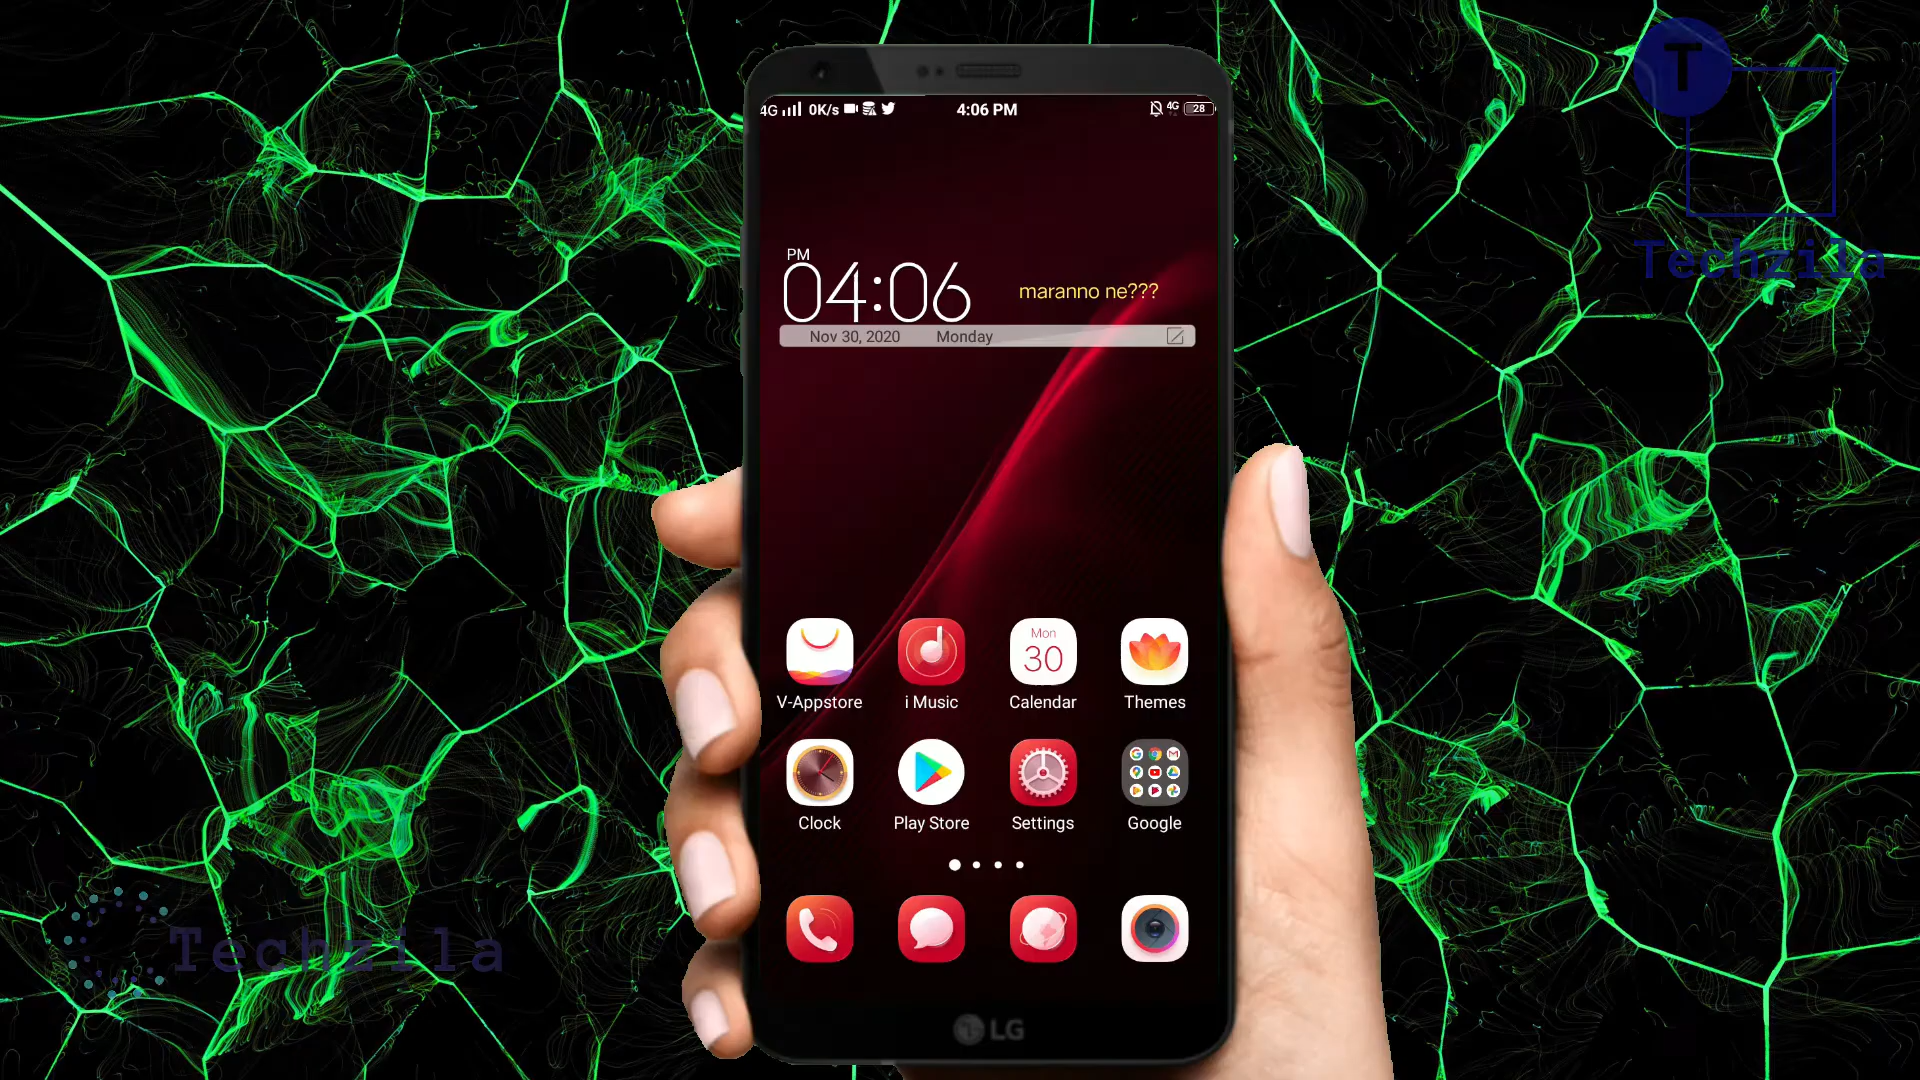 T
Techzila
4G 0K/s 4:06 PM 4G 28
PM
04:06
maranno ne???
Nov 30, 2020 Monday
Mon
30
V-Appstore i Music Calendar Themes
Clock Play Store Settings Google
Techzila
LG